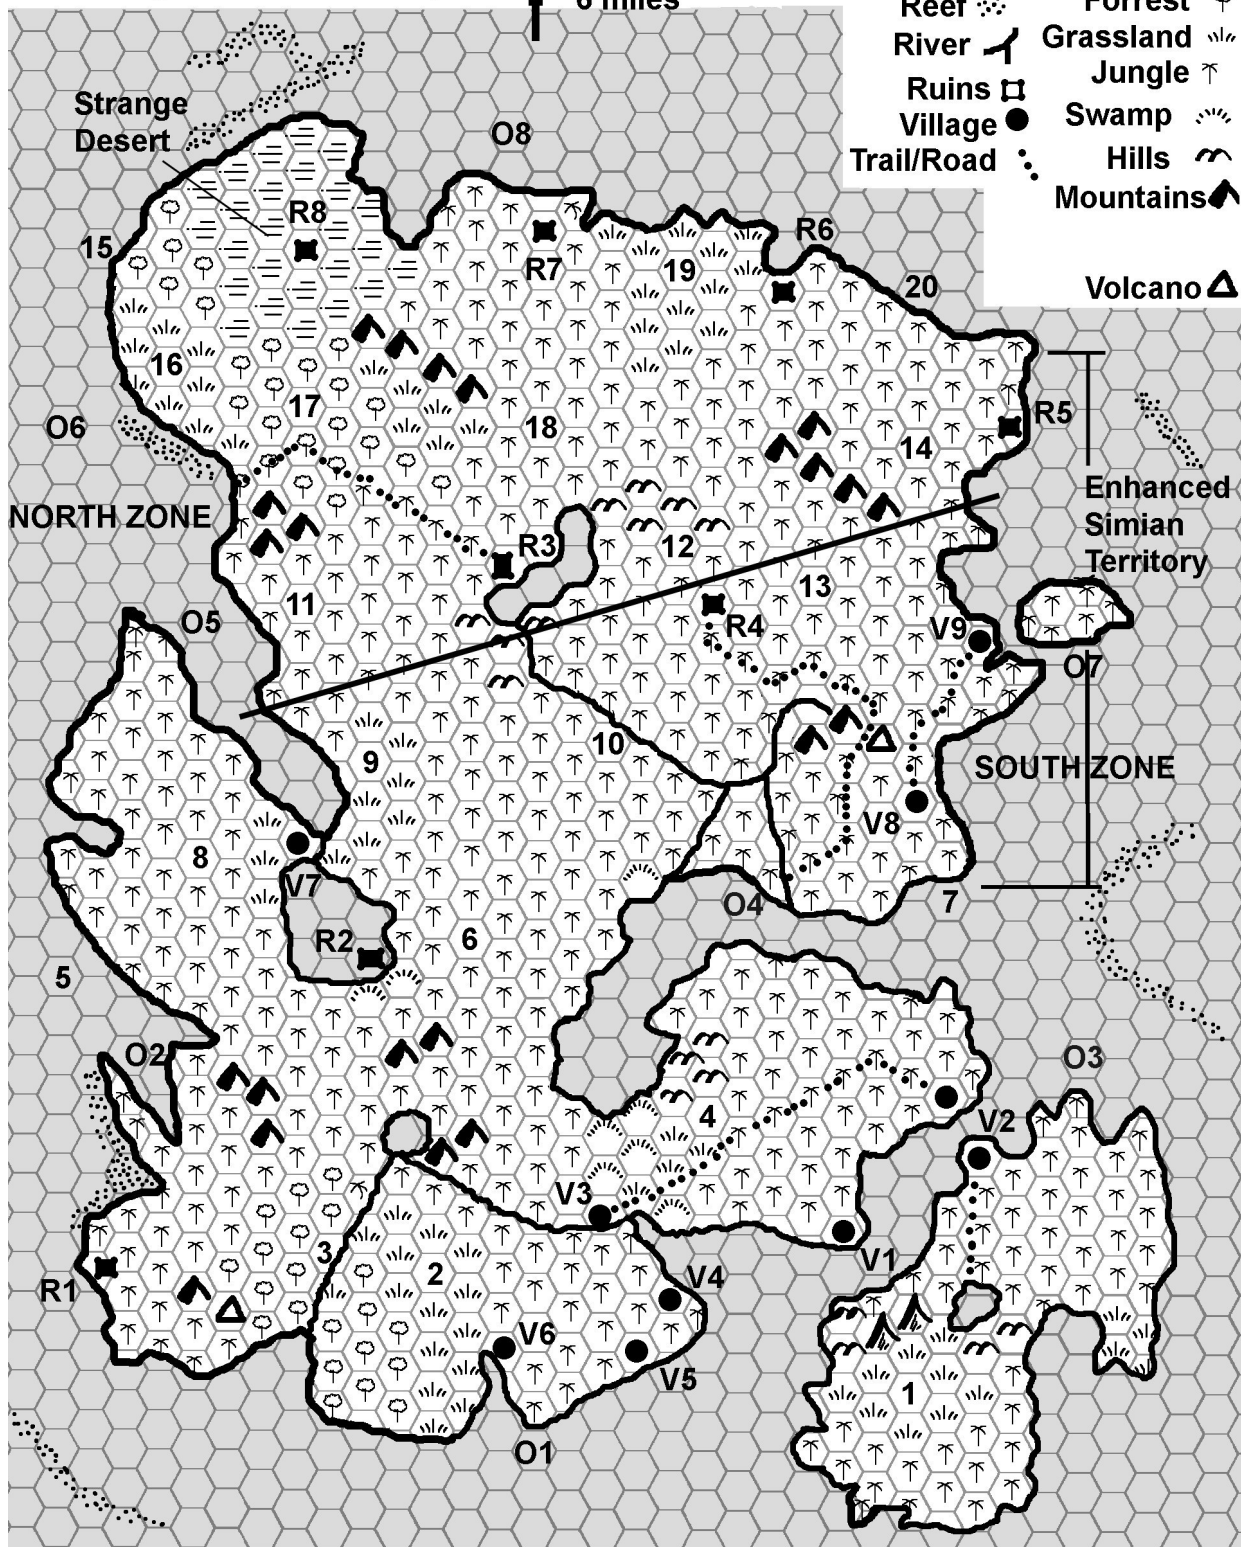 6 miles
Reef
Forrest
River
Grassland
Jungle
Ruins
Village
Swamp
Trail/Road
Hills
Mountains
Volcano
Strange
Desert
O8
R8
R6
15
R7
19
20
16
17
O6
18
14
R5
Enhanced
Simian
Territory
NORTH ZONE
R3
12
11
13
O5
R4
V9
O7
9
10
SOUTH ZONE
V8
8
V7
O4
7
R2
6
5
O2
O3
4
V2
V3
3
V1
R1
2
V4
V6
V5
1
O1